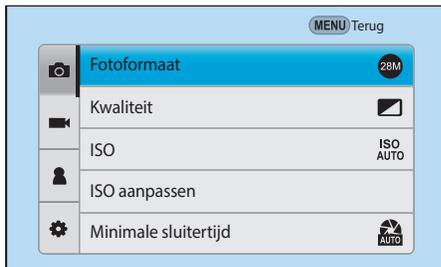 MENU Terug
Fotoformaat 28M
Kwaliteit
ISO ISO AUTO
ISO aanpassen
Minimale sluitertijd AUTO